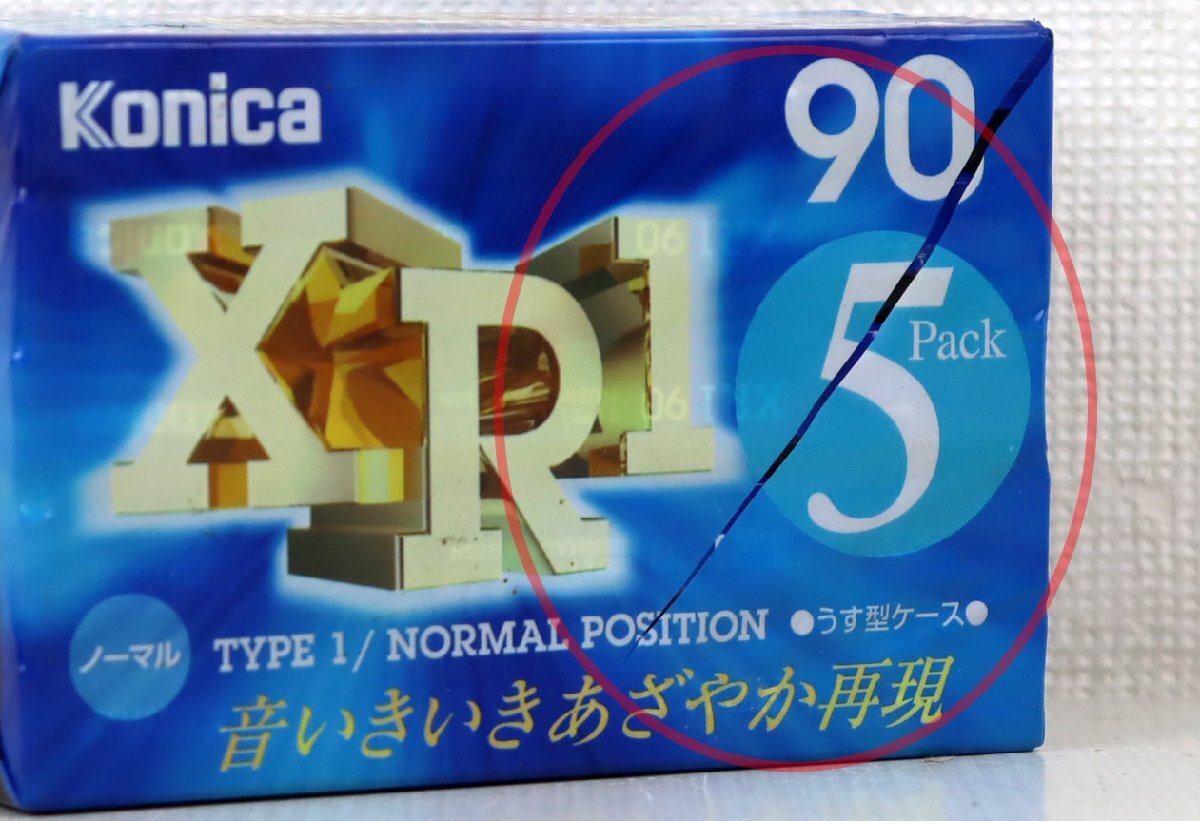 Konica
90
XR1
5 Pack
ノーマル
TYPE 1/ NORMAL POSITION
●うす型ケース●
音いきいきあざやか再現